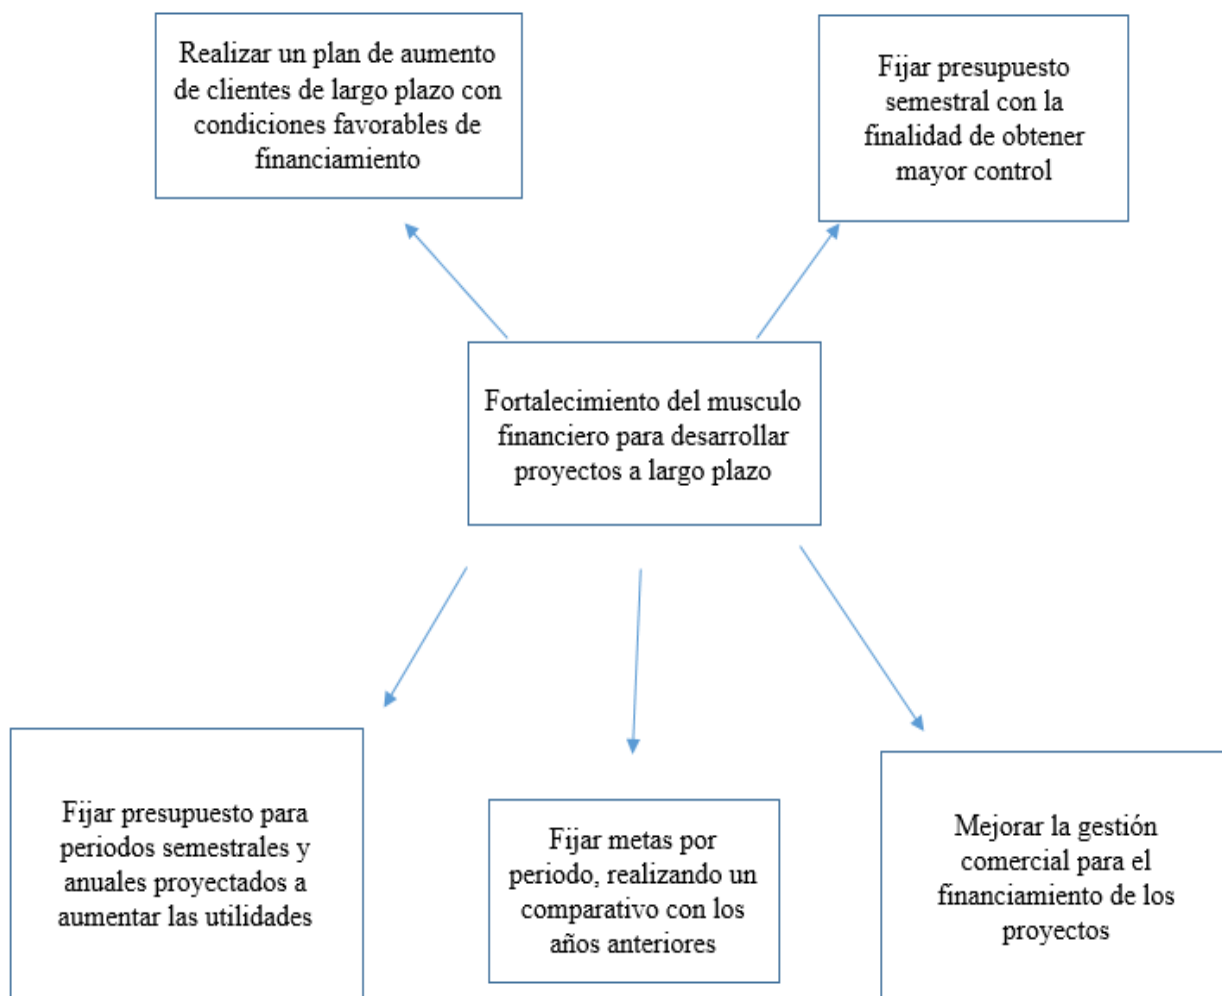 Realizar un plan de aumento
de clientes de largo plazo con
condiciones favorables de
financiamiento
Fijar presupuesto
semestral con la
finalidad de obtener
mayor control
Fortalecimiento del musculo
financiero para desarrollar
proyectos a largo plazo
Fijar presupuesto para
periodos semestrales y
anuales proyectados a
aumentar las utilidades
Fijar metas por
periodo, realizando un
comparativo con los
años anteriores
Mejorar la gestión
comercial para el
financiamiento de los
proyectos